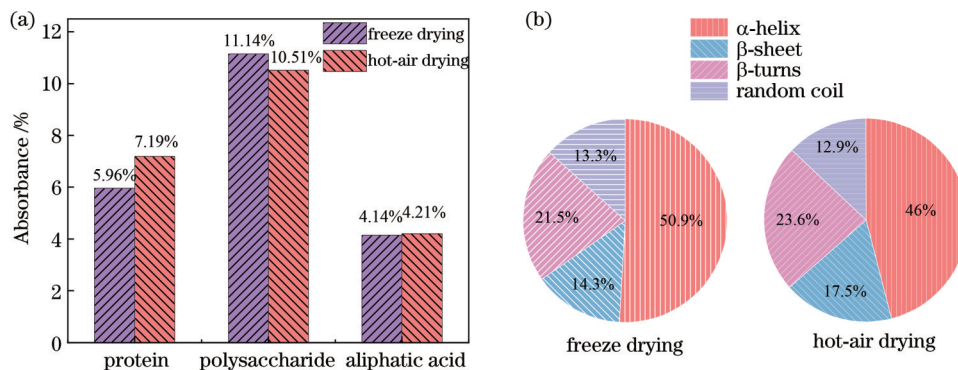 (a)
12
10
8
6
4
2
0
Absorbance /%
freeze drying
hot-air drying
5.96%
7.19%
11.14%
10.51%
4.14%
4.21%
protein
polysaccharide
aliphatic acid
(b)
α-helix
β-sheet
β-turns
random coil
13.3%
50.9%
21.5%
14.3%
freeze drying
12.9%
46%
23.6%
17.5%
hot-air drying